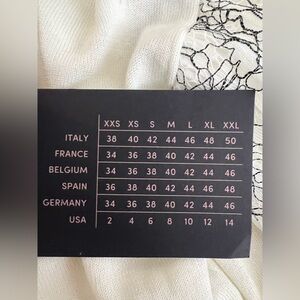 XXS XS S M L XL XXL
ITALY 38 40 42 44 46 48 50
FRANCE 34 36 38 40 42 44 46
BELGIUM 34 36 38 40 42 44 46
SPAIN 36 38 40 42 44 46 48
GERMANY 34 36 38 40 42 44 46
USA 2 4 6 8 10 12 14